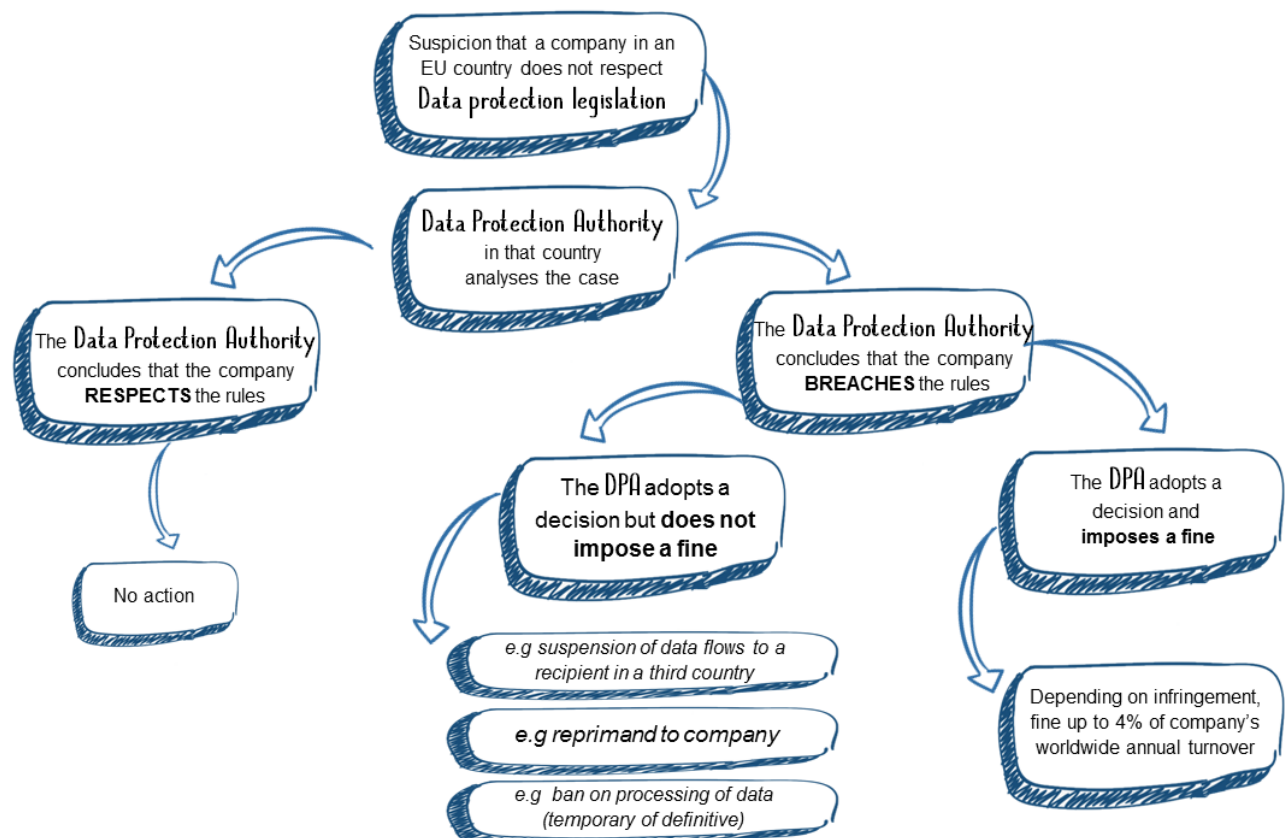 Suspicion that a company in an
EU country does not respect
Data protection legislation
Data Protection Authority
in that country
analyses the case
The Data Protection Authority
concludes that the company
RESPECTS the rules
The Data Protection Authority
concludes that the company
BREACHES the rules
No action
The DPA adopts a
decision but does not
impose a fine
The DPA adopts a
decision and
imposes a fine
e.g suspension of data flows to a
recipient in a third country
e.g reprimand to company
e.g ban on processing of data
(temporary of definitive)
Depending on infringement,
fine up to 4% of company’s
worldwide annual turnover